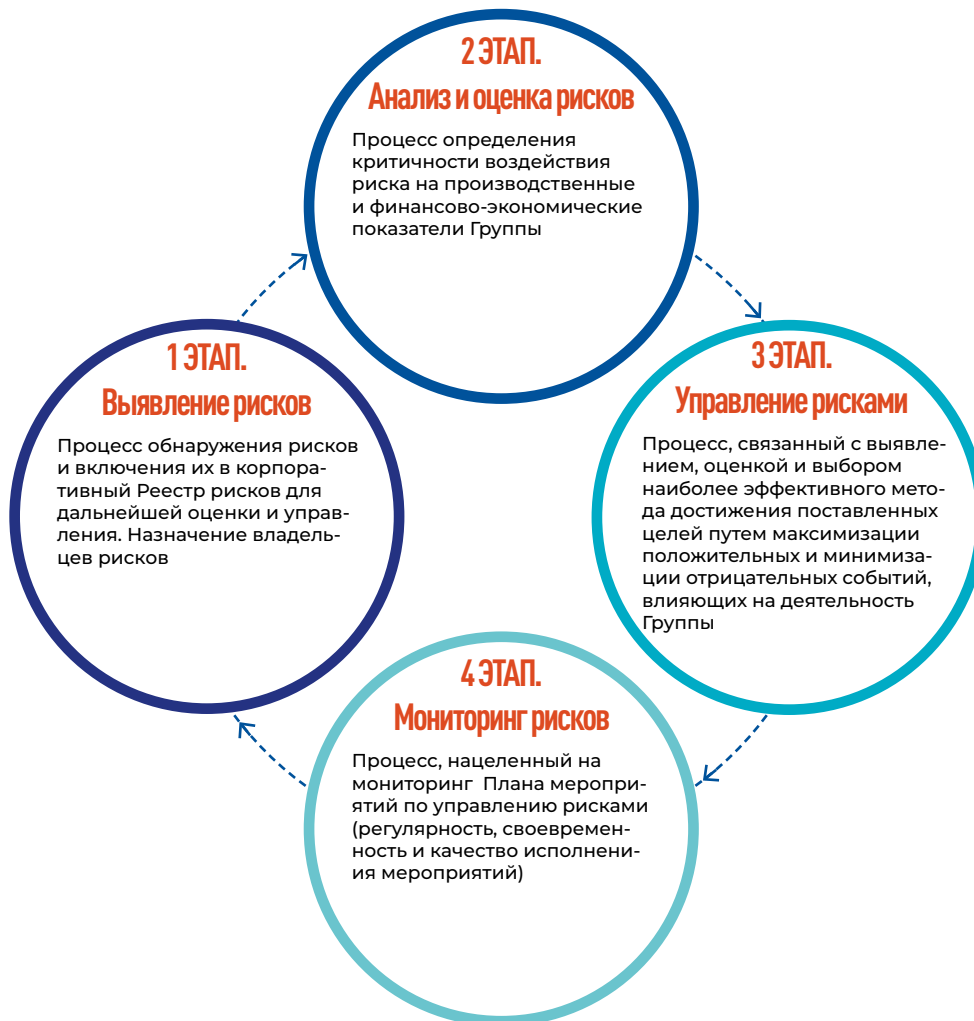 2 ЭТАП.
Анализ и оценка рисков
Процесс определения
критичности воздействия
риска на производственные
и финансово-экономические
показатели Группы
1 ЭТАП.
Выявление рисков
Процесс обнаружения рисков
и включения их в корпора-
тивный Реестр рисков для
дальнейшей оценки и управ-
ления. Назначение владель-
цев рисков
3 ЭТАП.
Управление рисками
Процесс, связанный с выявле-
нием, оценкой и выбором
наиболее эффективного мето-
да достижения поставленных
целей путем максимизации
положительных и минимиза-
ции отрицательных событий,
влияющих на деятельность
Группы
4 ЭТАП.
Мониторинг рисков
Процесс, нацеленный на
мониторинг Плана меропри-
ятий по управлению рисками
(регулярность, своевремен-
ность и качество исполнени-
ия мероприятий)